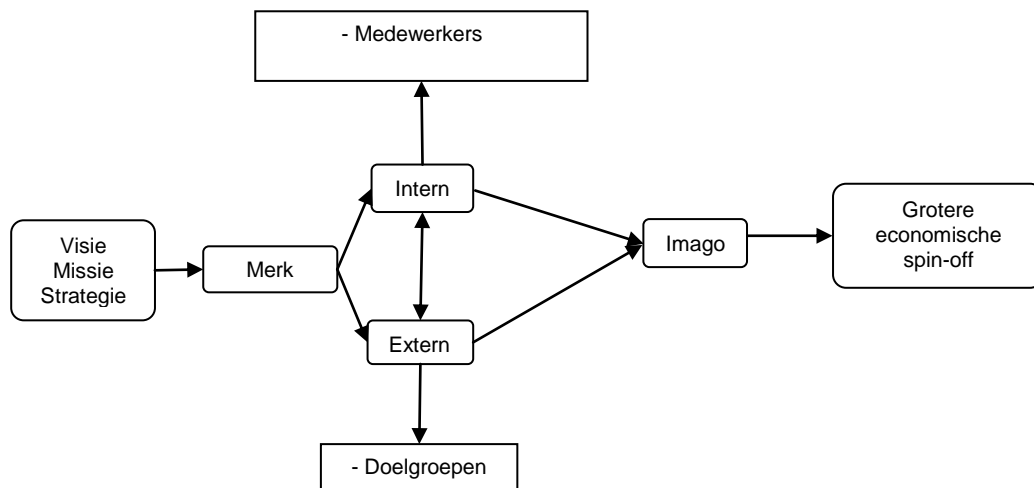 - Medewerkers
Intern
Visie
Missie
Strategie
Merk
Imago
Grotere
economische
spin-off
Extern
- Doelgroepen